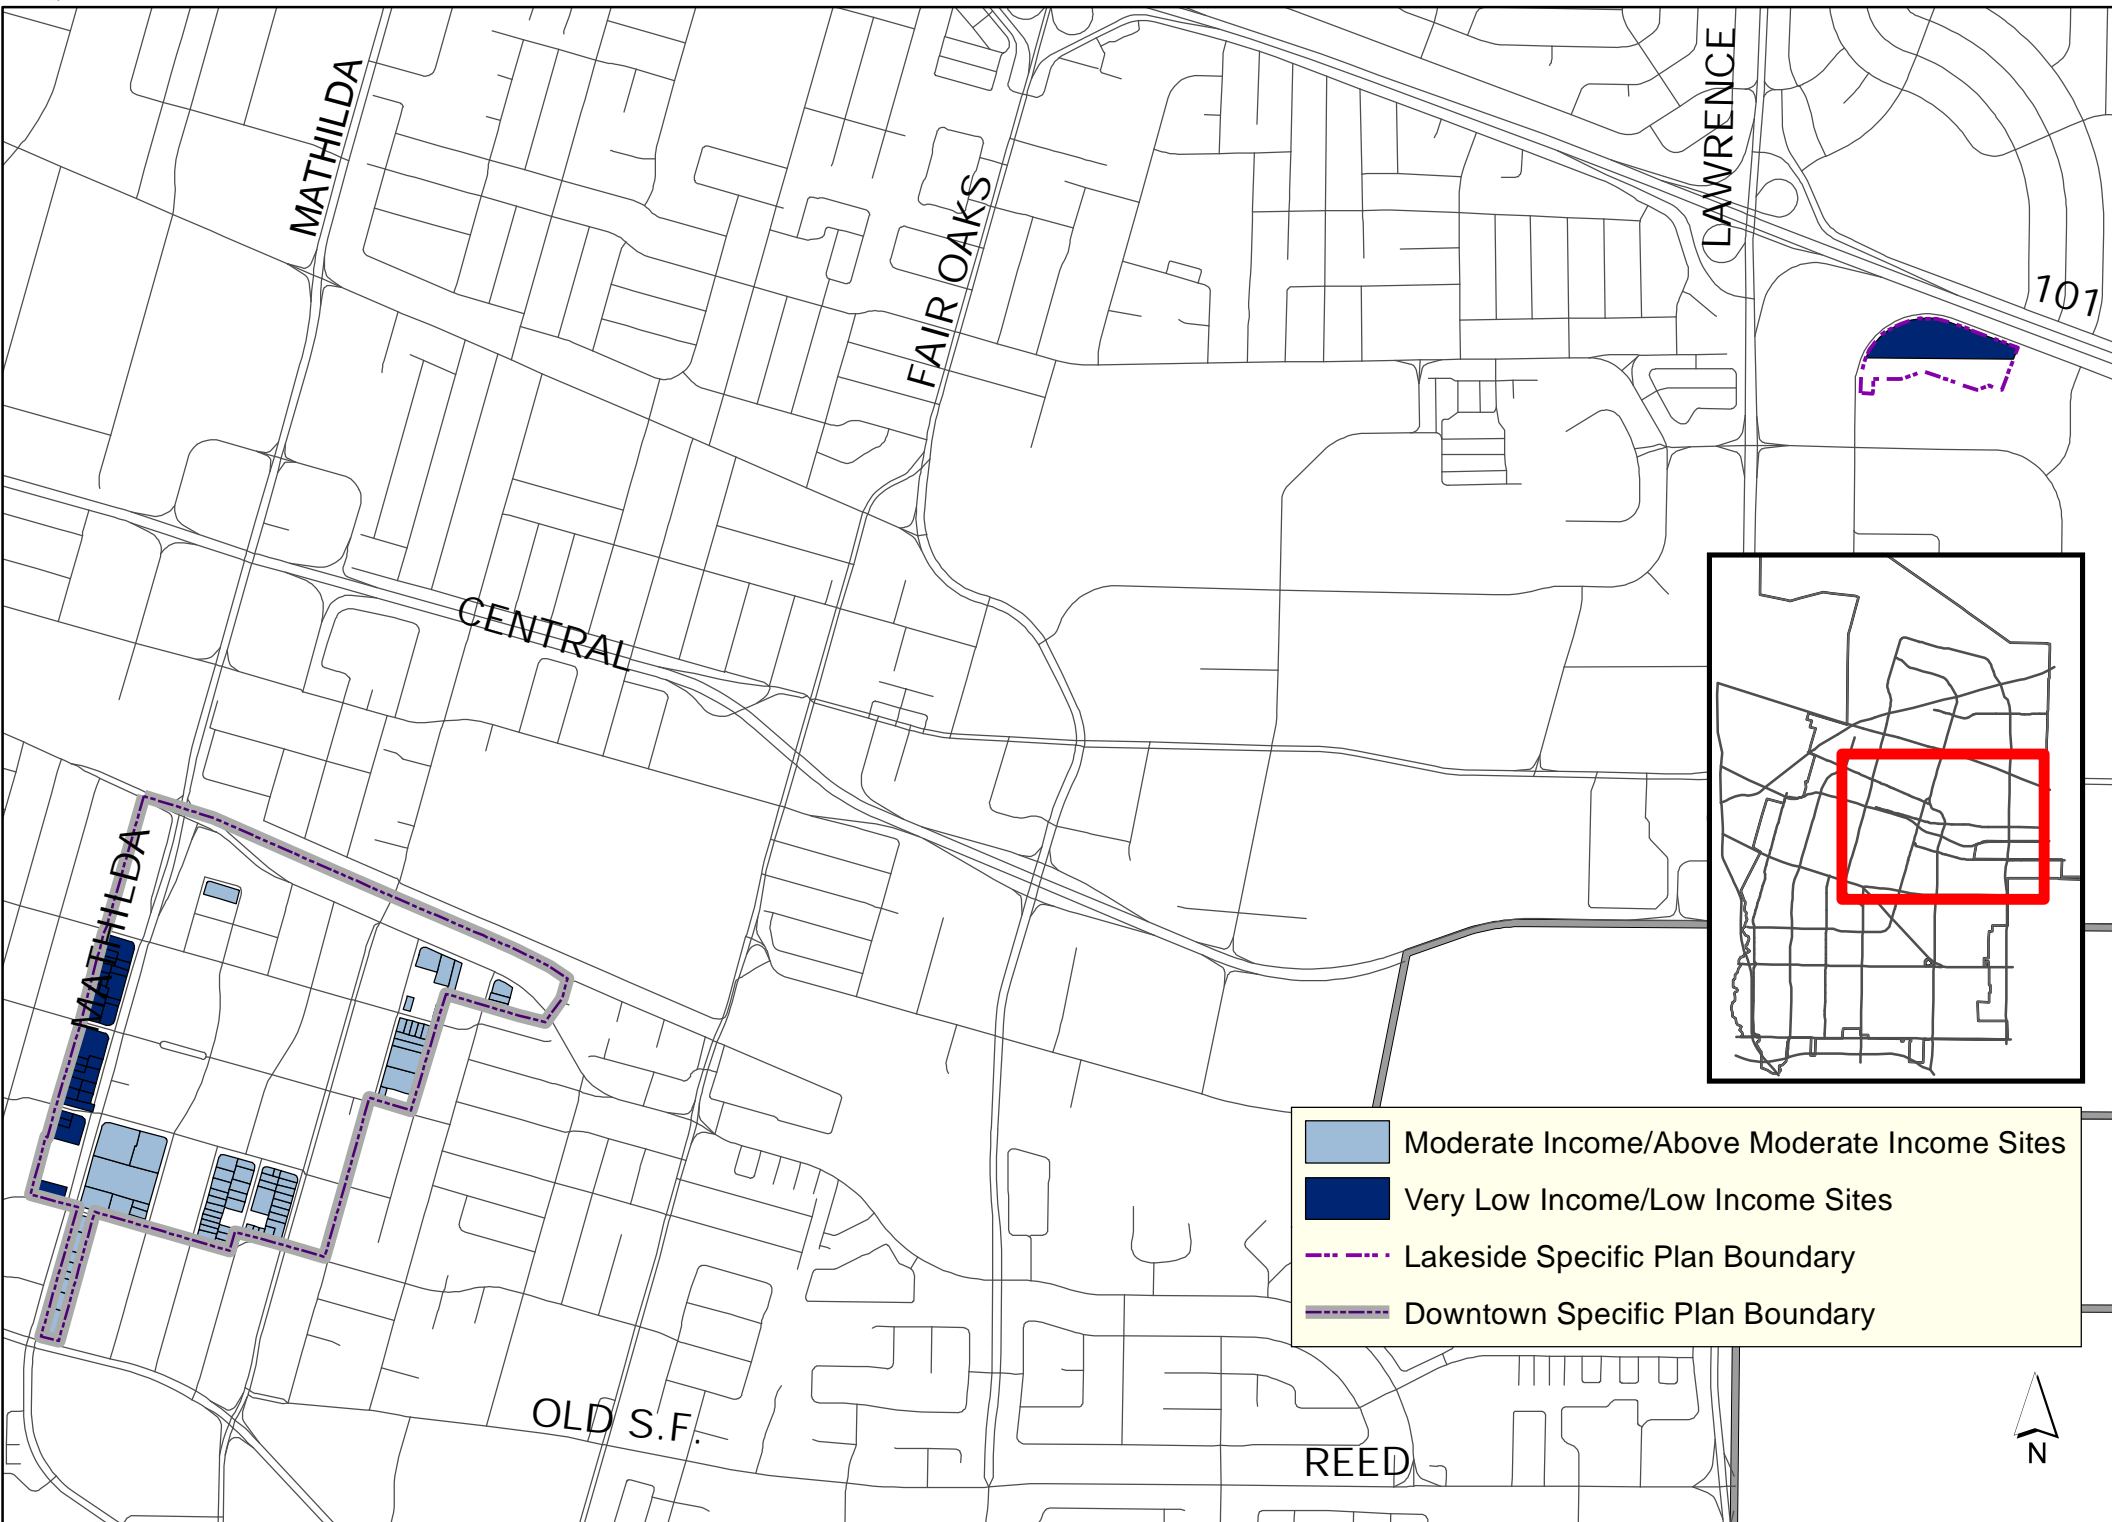 MATHILDA
FAIR OAKS
LAWRENCE
101
CENTRAL
MATHILDA
Moderate Income/Above Moderate Income Sites
Very Low Income/Low Income Sites
Lakeside Specific Plan Boundary
Downtown Specific Plan Boundary
OLD S.F.
REED
N